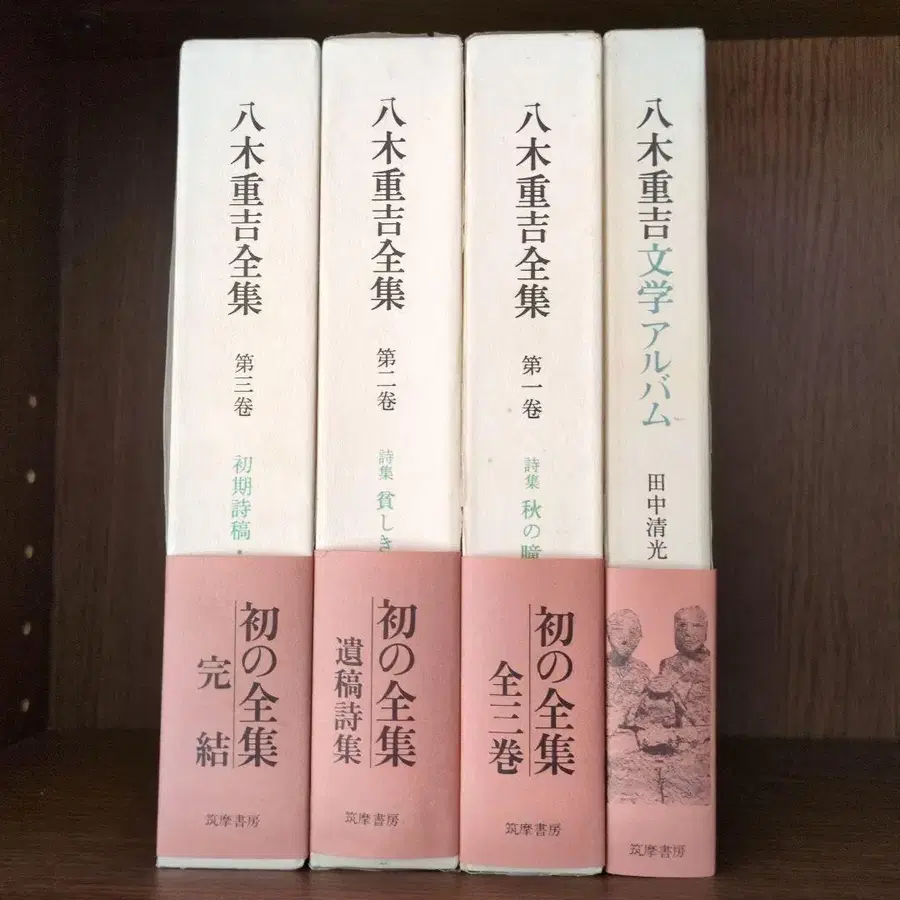 八木重吉全集
第三巻
初期詩稿・
初の全集
完結
筑摩書房
八木重吉全集
第二巻
詩集 貧しき
初の全集
遺稿詩集
筑摩書房
八木重吉全集
第一巻
詩集 秋の瞳
初の全集
全三巻
筑摩書房
八木重吉文学アルバム
田中清光
筑摩書房